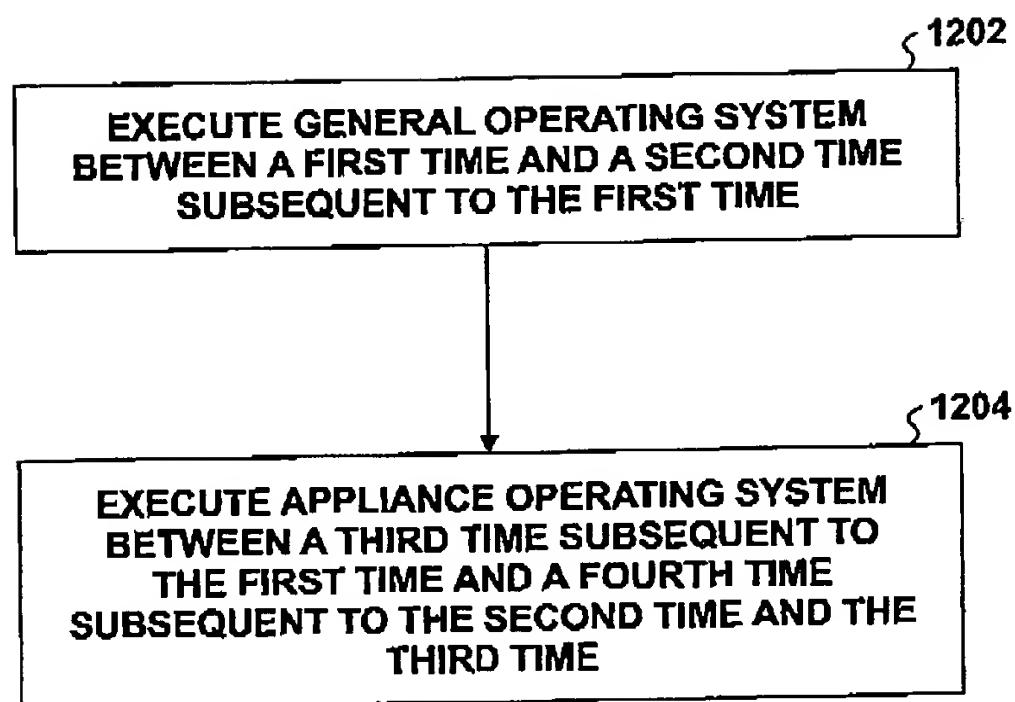 1202
EXECUTE GENERAL OPERATING SYSTEM
BETWEEN A FIRST TIME AND A SECOND TIME
SUBSEQUENT TO THE FIRST TIME
1204
EXECUTE APPLIANCE OPERATING SYSTEM
BETWEEN A THIRD TIME SUBSEQUENT TO
THE FIRST TIME AND A FOURTH TIME
SUBSEQUENT TO THE SECOND TIME AND THE
THIRD TIME